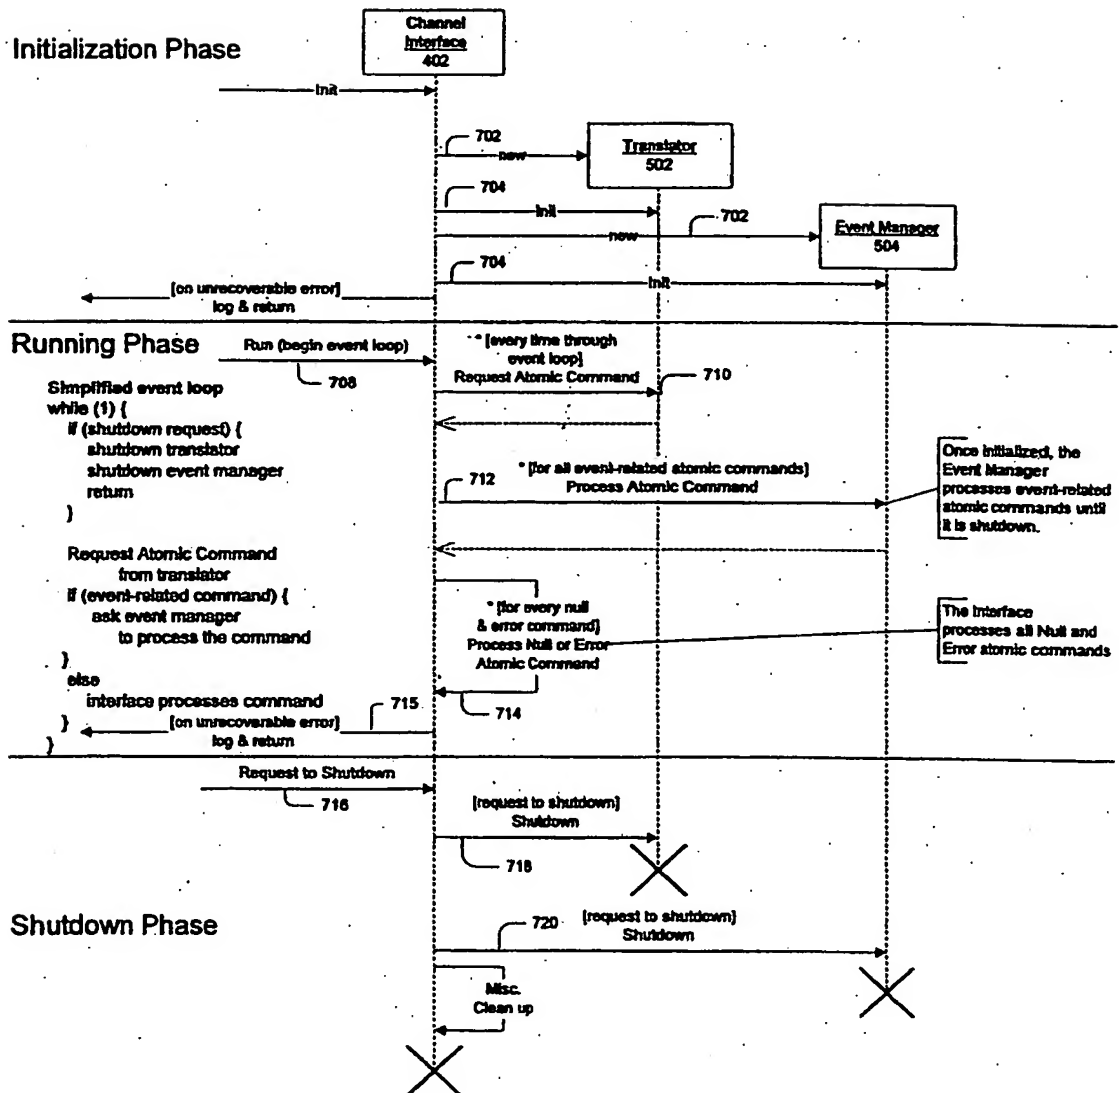 Channel
Interface
402
Initialization Phase
Init
702
new
Translator
502
704
Init
702
new
Event Manager
504
704
Init
[on unrecoverable error]
log & return
Running Phase
Run (begin event loop)
708
* [every time through
event loop]
Request Atomic Command
710
Simplified event loop
while (1) {
if (shutdown request) {
shutdown translator
shutdown event manager
return
}
* [for all event-related atomic commands]
712
Process Atomic Command
Once initialized, the
Event Manager
processes event-related
atomic commands until
it is shutdown.
Request Atomic Command
from translator
if (event-related command) {
ask event manager
to process the command
}
else
interface processes command
}
}
* [for every null
& error command]
Process Null or Error
Atomic Command
714
The Interface
processes all Null and
Error atomic commands
715
[on unrecoverable error]
log & return
Request to Shutdown
716
[request to shutdown]
Shutdown
718
Shutdown Phase
720
[request to shutdown]
Shutdown
Misc.
Clean up